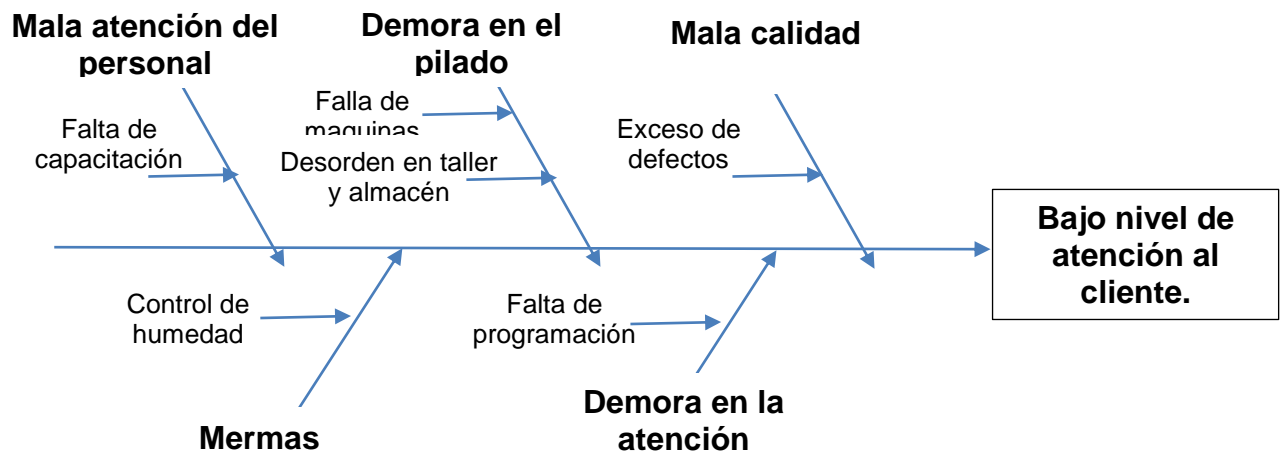 Mala atención del
personal
Demora en el
pilado
Mala calidad
Falta de
capacitación
Falla de
maquinas
Desorden en taller
y almacén
Exceso de
defectos
Bajo nivel de
atención al
cliente.
Control de
humedad
Falta de
programación
Mermas
Demora en la
atención